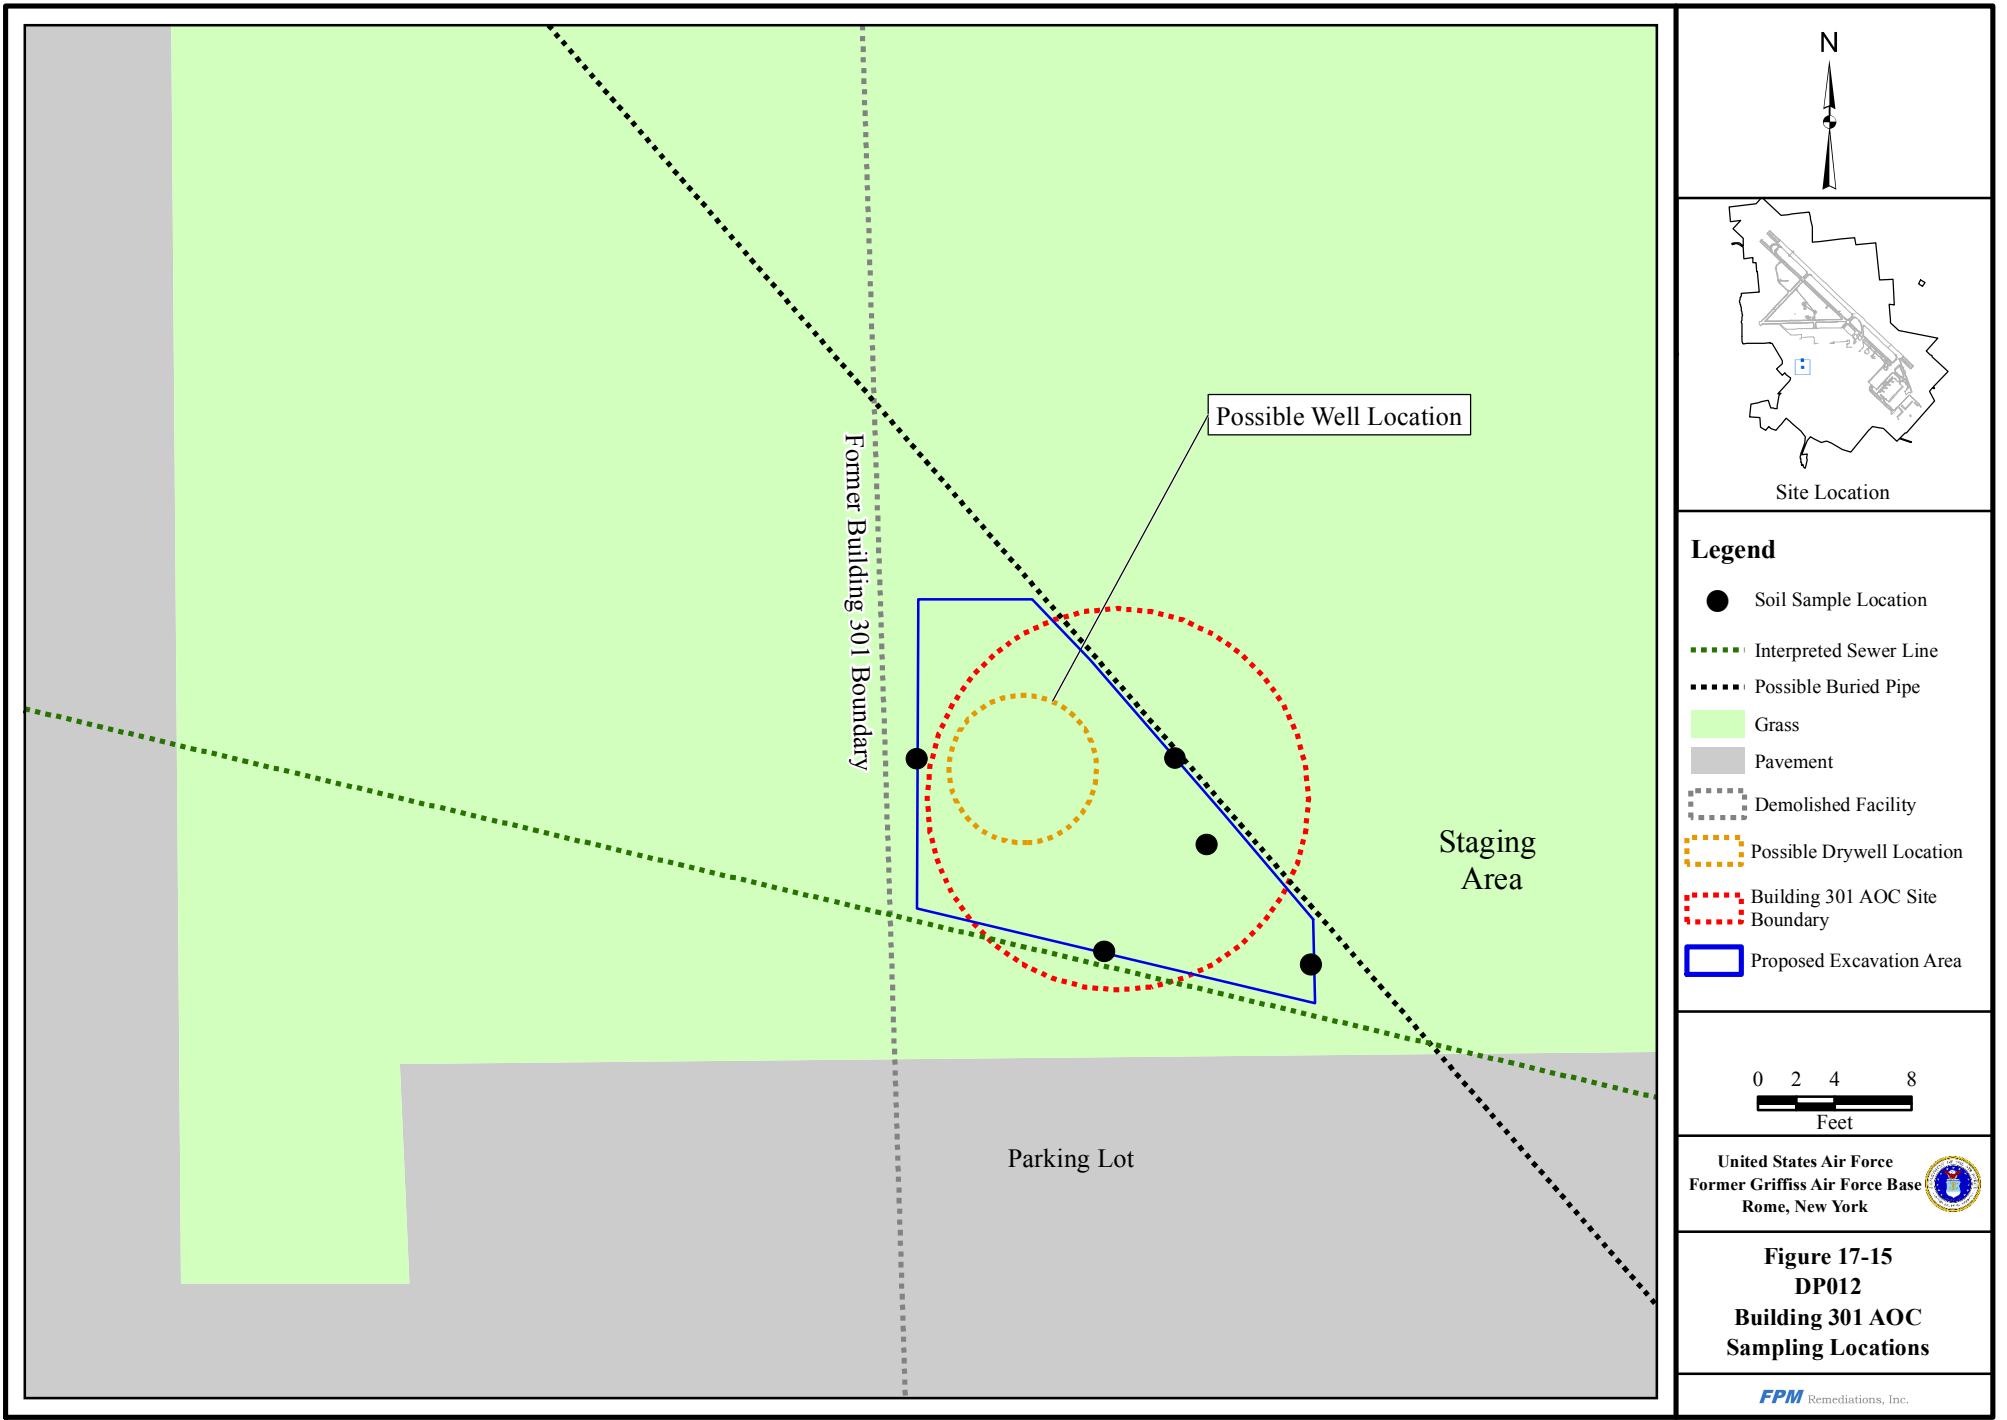 Possible Well Location
Former Building 301 Boundary
Staging
Area
Parking Lot
N
Site Location
Legend
Soil Sample Location
Interpreted Sewer Line
Possible Buried Pipe
Grass
Pavement
Demolished Facility
Possible Drywell Location
Building 301 AOC Site
Boundary
Proposed Excavation Area
0 2 4 8
Feet
United States Air Force
Former Griffiss Air Force Base
Rome, New York
Figure 17-15
DP012
Building 301 AOC
Sampling Locations
FPM Remediations, Inc.